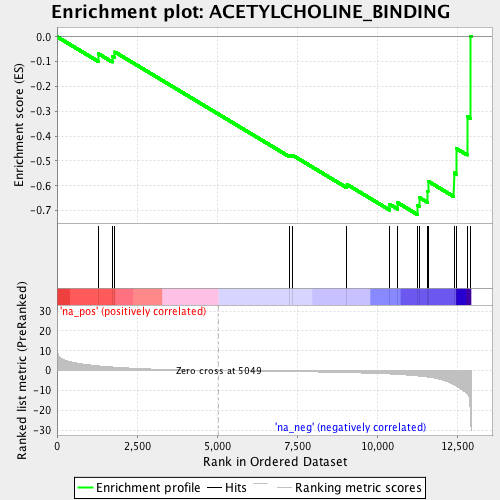 Enrichment plot: ACETYLCHOLINE_BINDING
Enrichment score (ES)
0.0
-0.1
-0.2
-0.3
-0.4
-0.5
-0.6
-0.7
'na_pos' (positively correlated)
Ranked list metric (PreRanked)
30
20
10
0
-10
-20
-30
Zero cross at 5049
'na_neg' (negatively correlated)
0 2,500 5,000 7,500 10,000 12,500
Rank in Ordered Dataset
Enrichment profile Hits Ranking metric scores